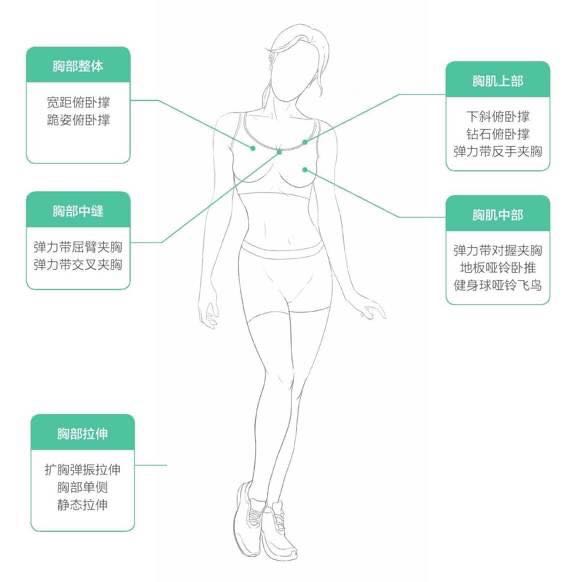 胸部整体
宽距俯卧撑
跪姿俯卧撑
胸肌上部
下斜俯卧撑
钻石俯卧撑
弹力带反手夹胸
胸部中缝
弹力带屈臂夹胸
弹力带交叉夹胸
胸肌中部
弹力带对握夹胸
地板哑铃卧推
健身球哑铃飞鸟
胸部拉伸
扩胸弹振拉伸
胸部单侧
静态拉伸